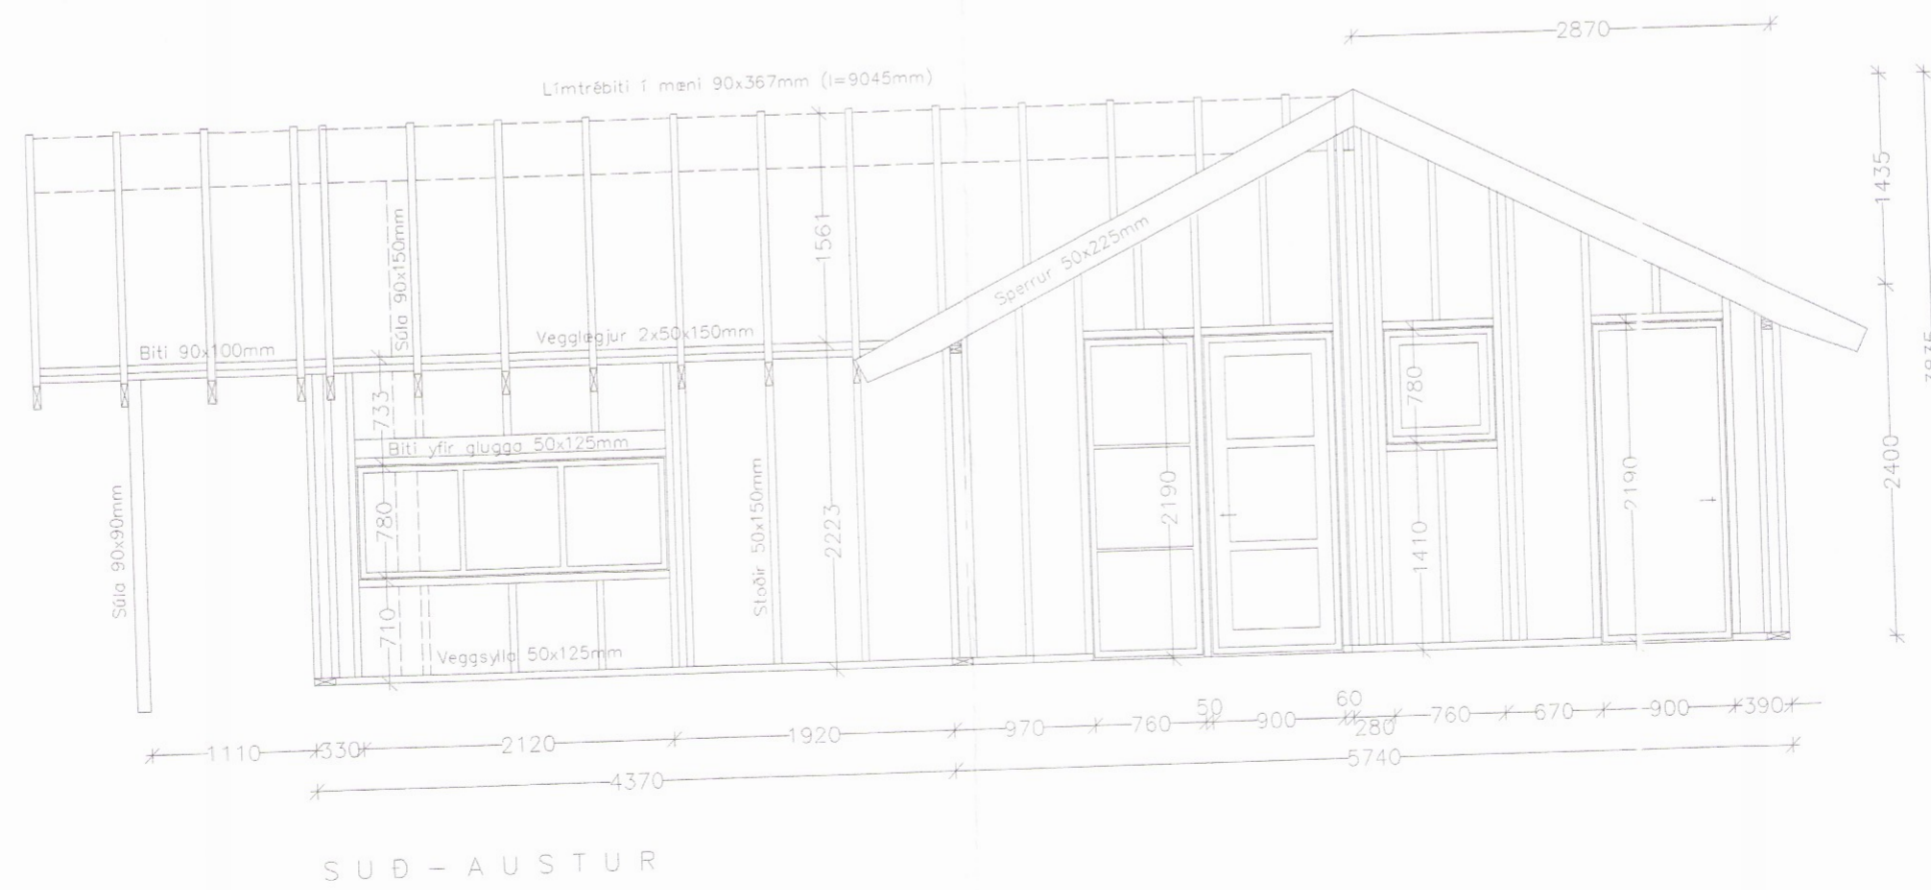 2870
Límtrébiti í mæni 90x367mm (l=9045mm)
1435
1561
Súla 90x150mm
Sperrur 50x225mm
Vegglægjur 2x50x150mm
Biti 90x100mm
733
780
2400
Biti yfir glugga 50x125mm
Súla 90x90mm
780
Stoðir 50x150mm
2223
2190
1410
2190
710
Veggsylla 50x125mm
1110
330
2120
1920
970
760
50
900
60
280
760
670
900
390
4370
5740
SUÐ-AUSTUR